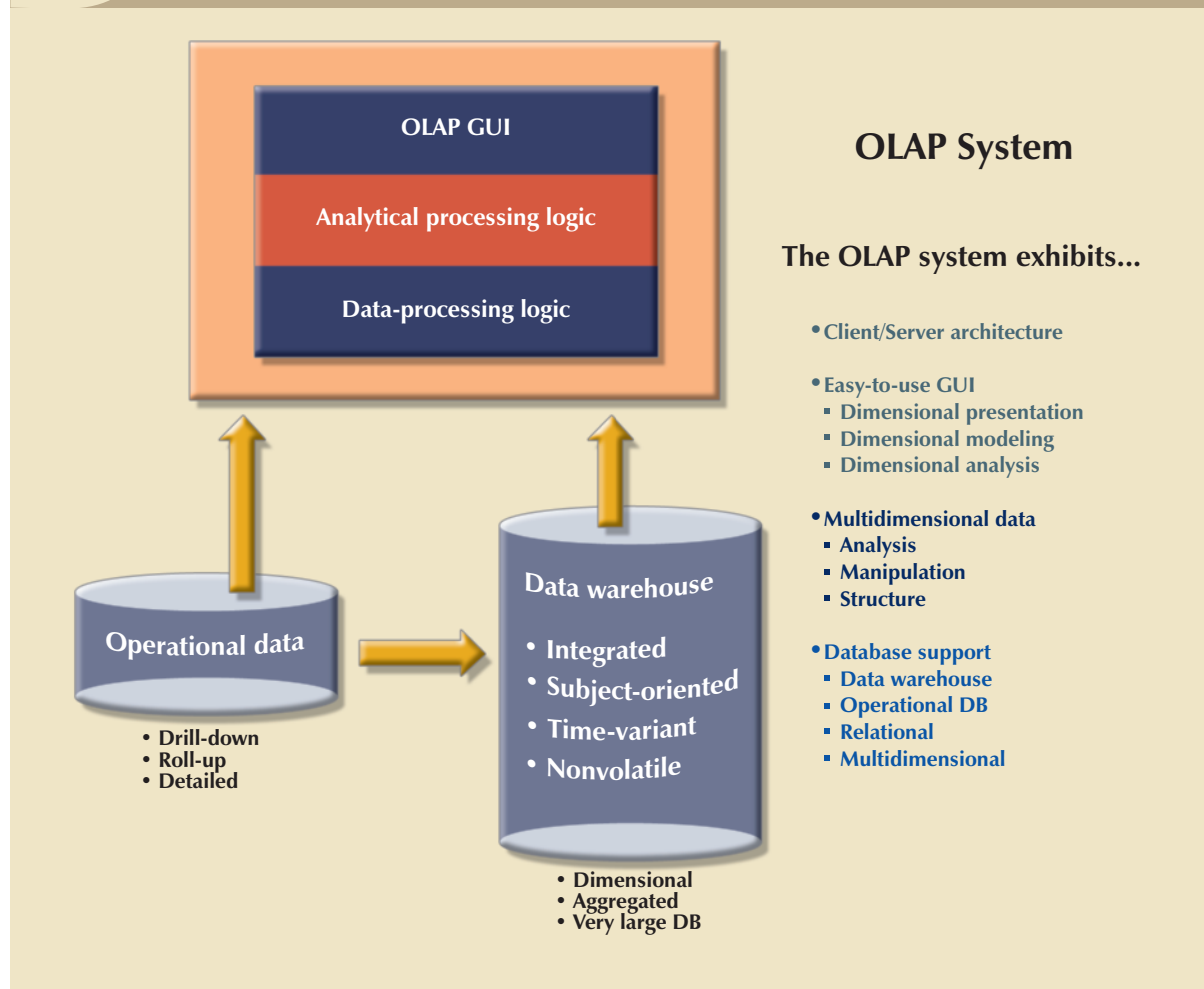 OLAP GUI
Analytical processing logic
Data-processing logic
Operational data
• Drill-down
• Roll-up
• Detailed
Data warehouse
• Integrated
• Subject-oriented
• Time-variant
• Nonvolatile
• Dimensional
• Aggregated
• Very large DB
OLAP System
The OLAP system exhibits...
• Client/Server architecture
• Easy-to-use GUI
▪ Dimensional presentation
▪ Dimensional modeling
▪ Dimensional analysis
• Multidimensional data
▪ Analysis
▪ Manipulation
▪ Structure
• Database support
▪ Data warehouse
▪ Operational DB
▪ Relational
▪ Multidimensional